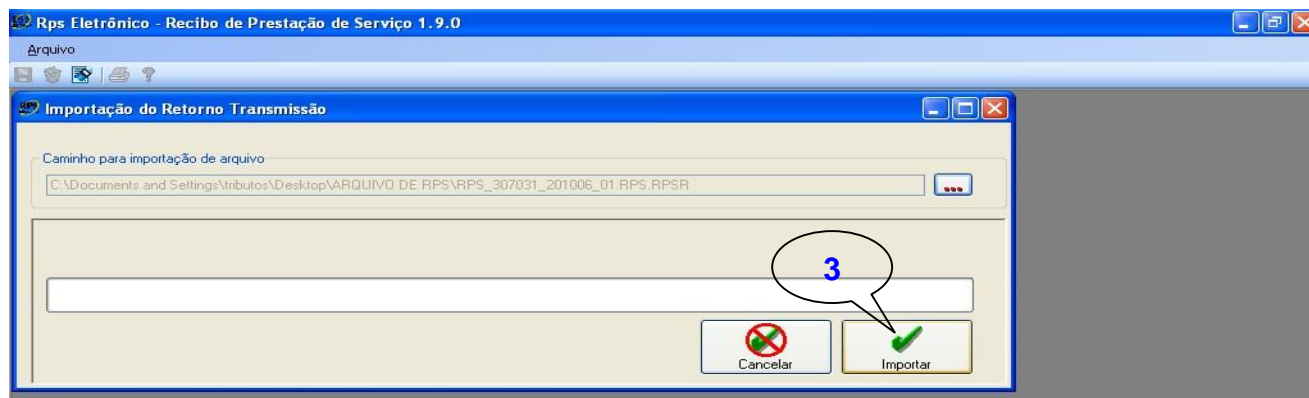 Rps Eletrônico - Recibo de Prestação de Serviço 1.9.0
Arquivo
Importação do Retorno Transmissão
Caminho para importação de arquivo
C:\Documents and Settings\tributos\Desktop\ARQUIVO DE RPS\RPS_307031_201006_01.RPS.RPSR
...
3
Cancelar
Importar